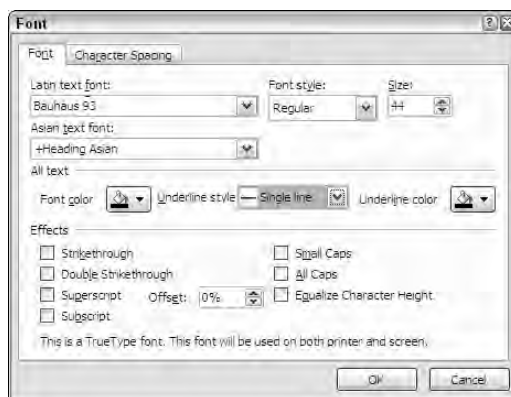 Font
Font Character Spacing
Latin text font: Font style: Size:
Bauhaus 93 Regular 44
Asian text font:
+Heading Asian
All text
Font color Underline style Single line Underline color
Effects
Strikethrough Small Caps
Double Strikethrough All Caps
Superscript Offset: 0% Equalize Character Height
Subscript
This is a TrueType font. This font will be used on both printer and screen.
OK Cancel